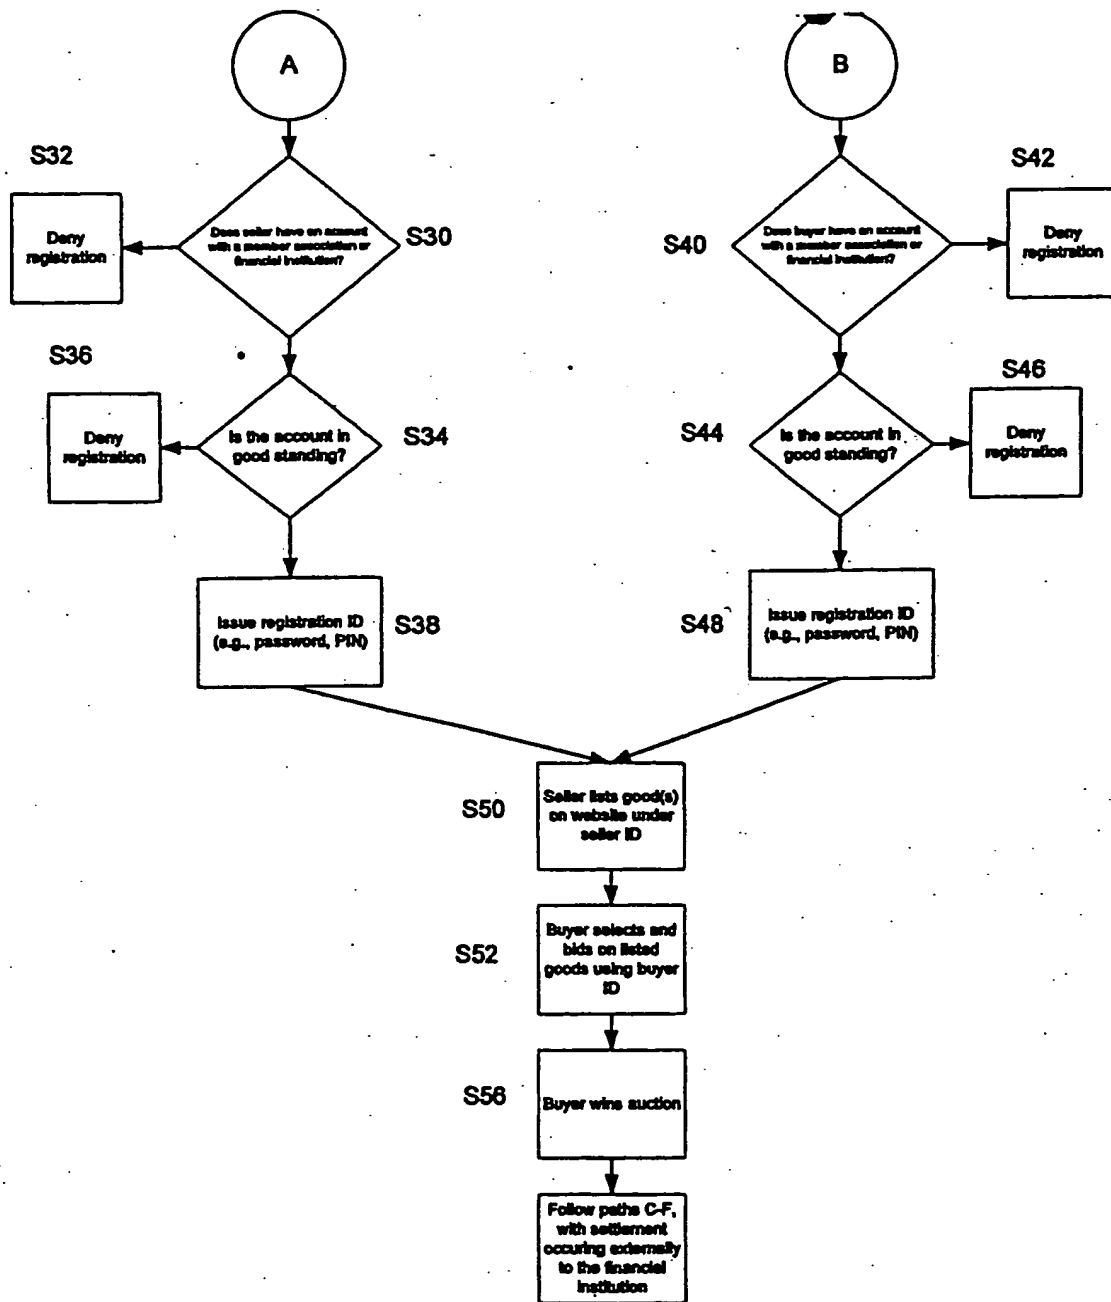 A
B
S32
S42
Deny
registration
Does seller have an account
with a member association or
financial institution?
S30
S40
Does buyer have an account
with a member association or
financial institution?
Deny
registration
S36
S46
Deny
registration
Is the account in
good standing?
S34
S44
Is the account in
good standing?
Deny
registration
Issue registration ID
(e.g., password, PIN)
S38
S48
Issue registration ID
(e.g., password, PIN)
S50
Seller lists good(s)
on website under
seller ID
S52
Buyer selects and
bids on listed
goods using buyer
ID
S56
Buyer wins auction
Follow paths C-F,
with settlement
occuring externally
to the financial
institution